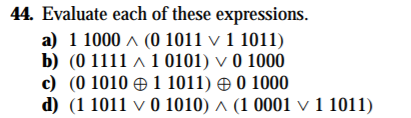 44. Evaluate each of these expressions.
a) 1 1000 ∧ (0 1011 ∨ 1 1011)
b) (0 1111 ∧ 1 0101) ∨ 0 1000
c) (0 1010 ⊕ 1 1011) ⊕ 0 1000
d) (1 1011 ∨ 0 1010) ∧ (1 0001 ∨ 1 1011)